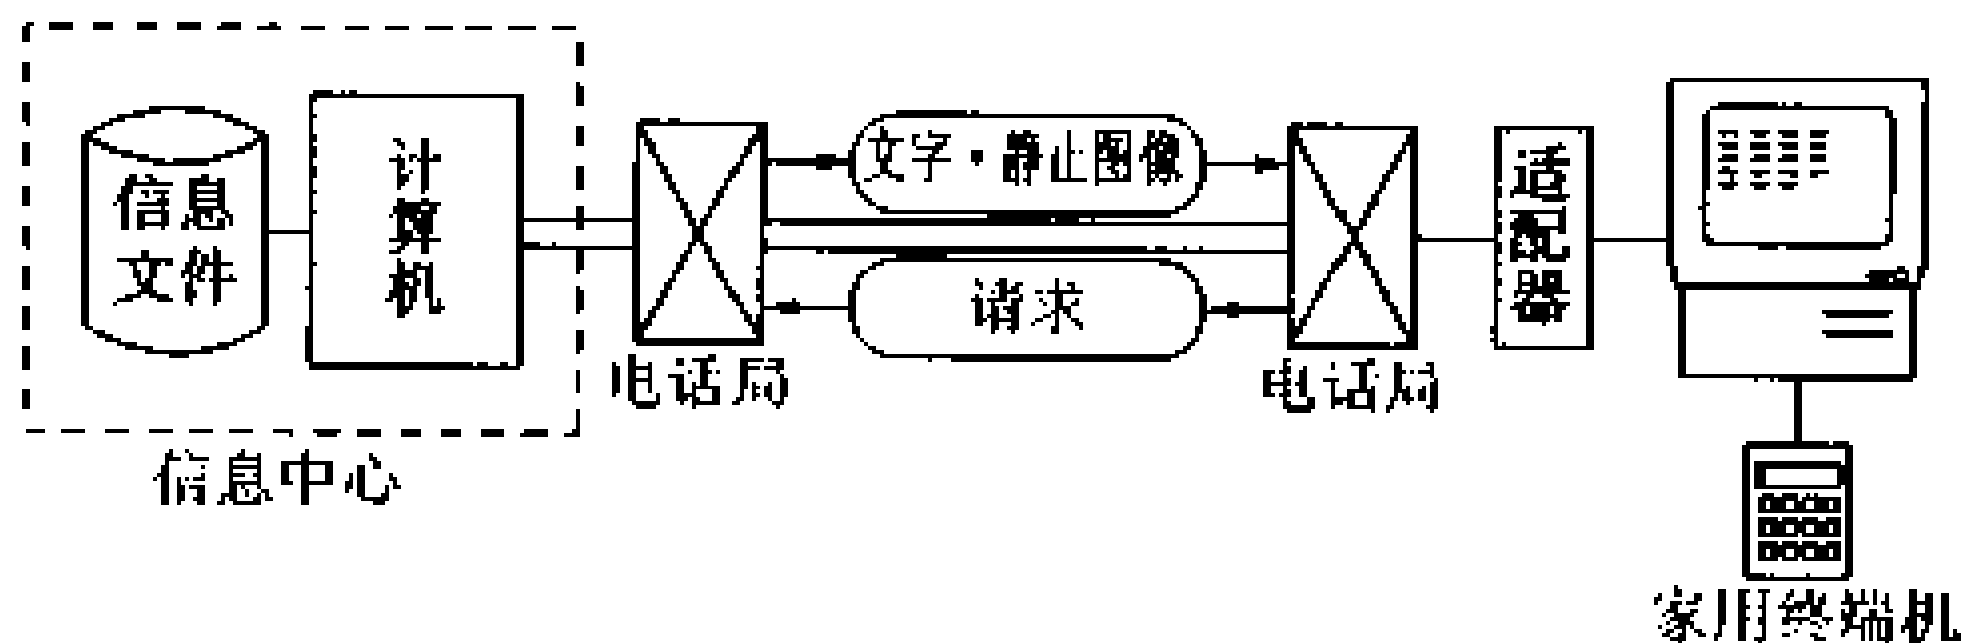 信息
文件
计算机
文字·静止图像
请求
适配器
电话局
电话局
信息中心
家用终端机